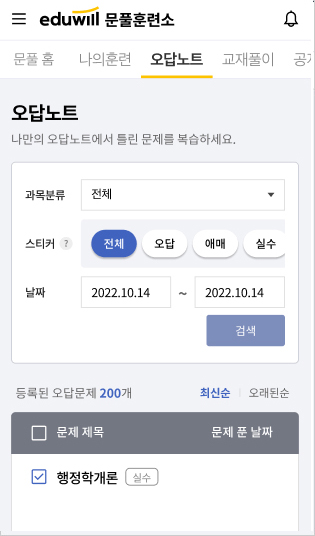 eduwill 문풀훈련소
문풀 홈 나의훈련 오답노트 교재풀이 공지
오답노트
나만의 오답노트에서 틀린 문제를 복습하세요.
과목분류 전체
스티커 ? 전체 오답 애매 실수
날짜 2022.10.14 ~ 2022.10.14
검색
등록된 오답문제 200개 최신순 오래된순
문제 제목 문제 푼 날짜
행정학개론 실수